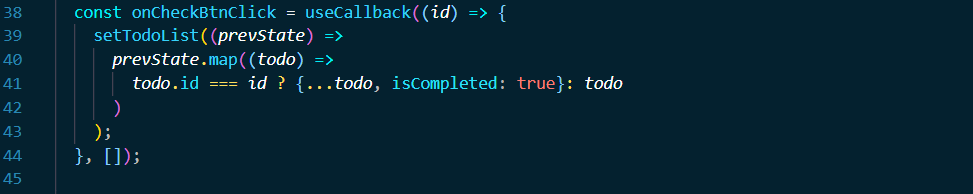 38 const onCheckBtnClick = useCallback((id) => {
39 setTodoList((prevState) =>
40 prevState.map((todo) =>
41 todo.id === id ? {...todo, isCompleted: true}: todo
42 )
43 );
44 }, []);
45